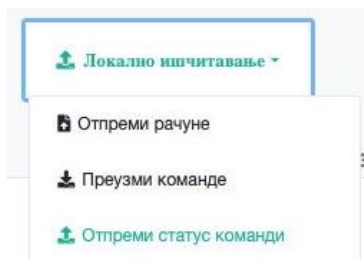 Локално ишчитавање
Отпреми рачуне
Преузми команде
Отпреми статус команди